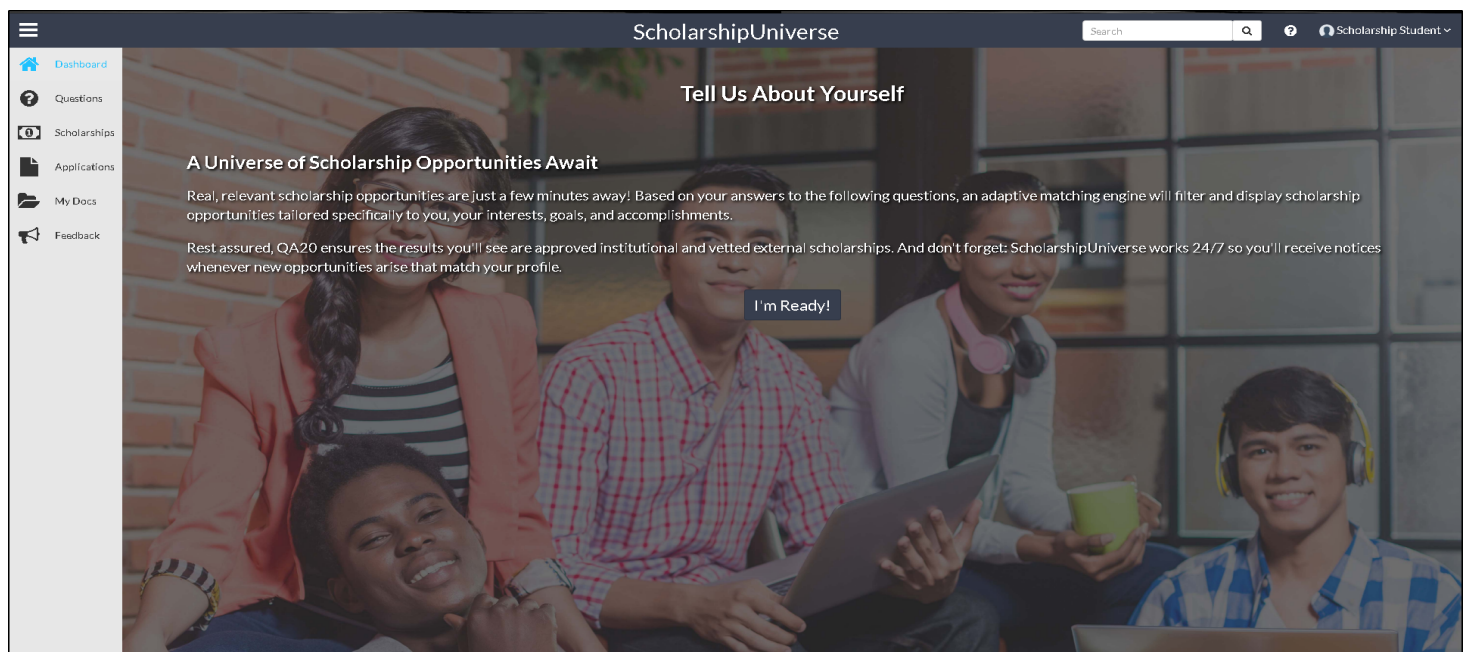 ScholarshipUniverse
Search
Scholarship Student
Dashboard
Questions
Scholarships
Applications
My Docs
Feedback
Tell Us About Yourself
A Universe of Scholarship Opportunities Await
Real, relevant scholarship opportunities are just a few minutes away! Based on your answers to the following questions, an adaptive matching engine will filter and display scholarship
opportunities tailored specifically to you, your interests, goals, and accomplishments.
Rest assured, QA20 ensures the results you'll see are approved institutional and vetted external scholarships. And don't forget: ScholarshipUniverse works 24/7 so you'll receive notices
whenever new opportunities arise that match your profile.
I'm Ready!